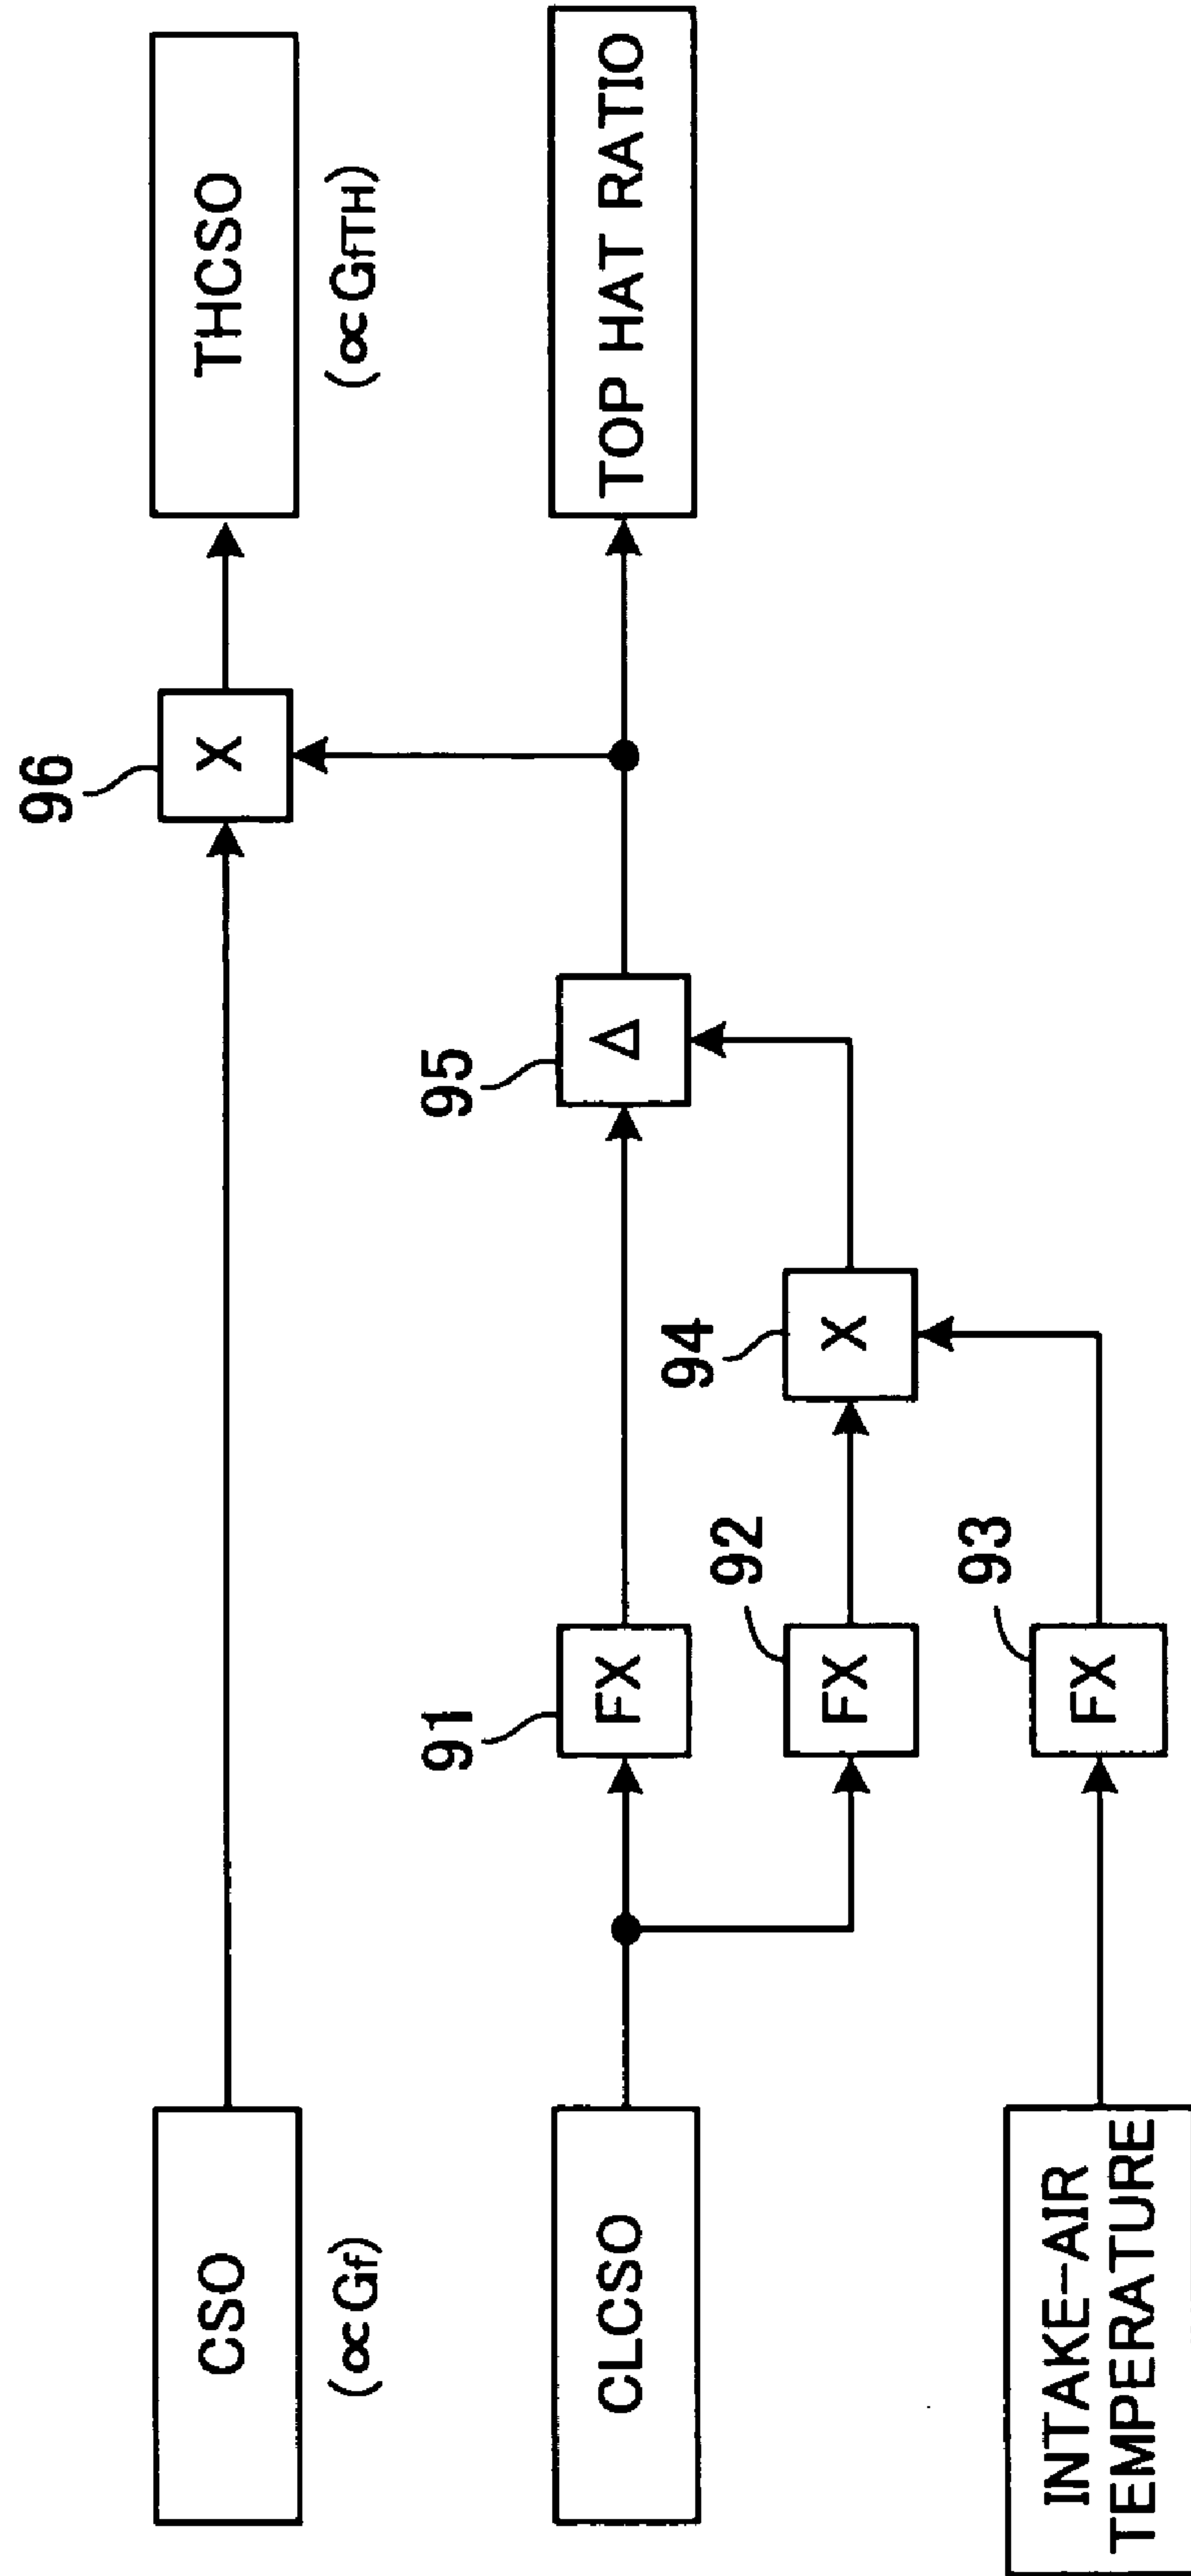 CSO
(∝Gf)
96
X
THCSO
(∝GfTH)
CLCSO
91
FX
95
Δ
TOP HAT RATIO
92
FX
94
X
INTAKE-AIR
TEMPERATURE
93
FX